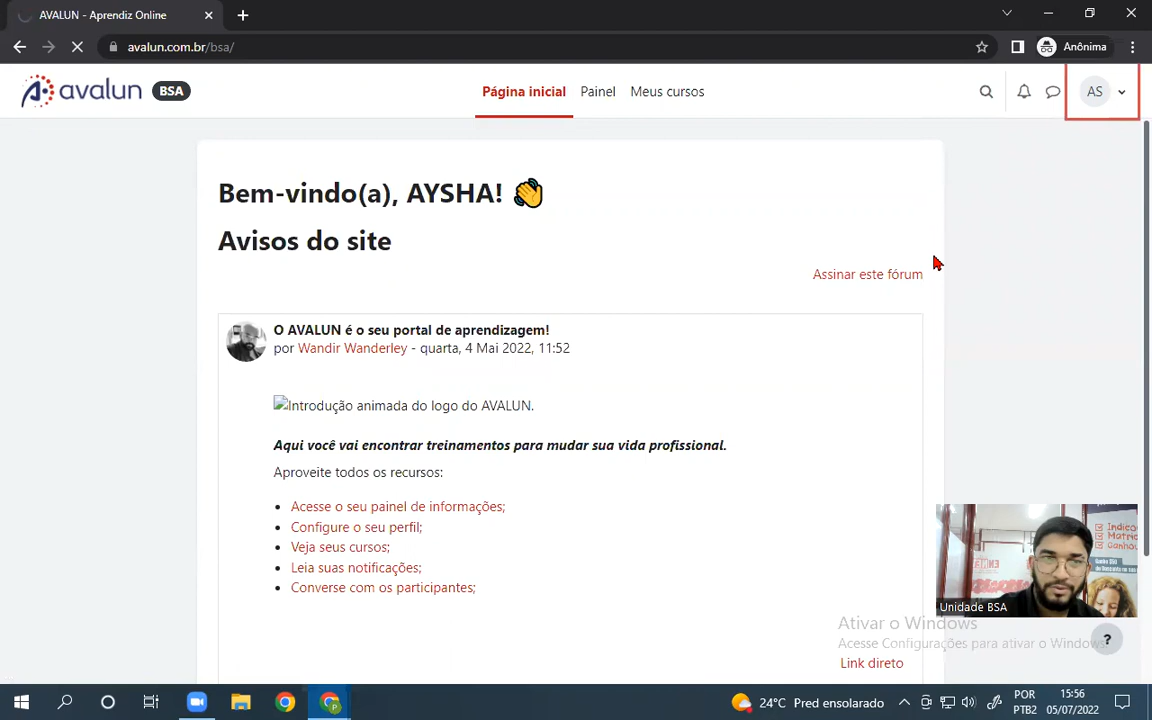 AVALUN - Aprendiz Online
avalun.com.br/bsa/
Anônima
avalun BSA
Página inicial Painel Meus cursos
AS
Bem-vindo(a), AYSHA! 👋
Avisos do site
Assinar este fórum
O AVALUN é o seu portal de aprendizagem!
por Wandir Wanderley - quarta, 4 Mai 2022, 11:52
Introdução animada do logo do AVALUN.
Aqui você vai encontrar treinamentos para mudar sua vida profissional.
Aproveite todos os recursos:
Acesse o seu painel de informações;
Configure o seu perfil;
Veja seus cursos;
Leia suas notificações;
Converse com os participantes;
Indico
Matric
Ganho
Unidade BSA
Ativar o Windows
Acesse Configurações para ativar o Windows.
?
Link direto
24°C Pred ensolarado
POR
PTB2
15:56
05/07/2022